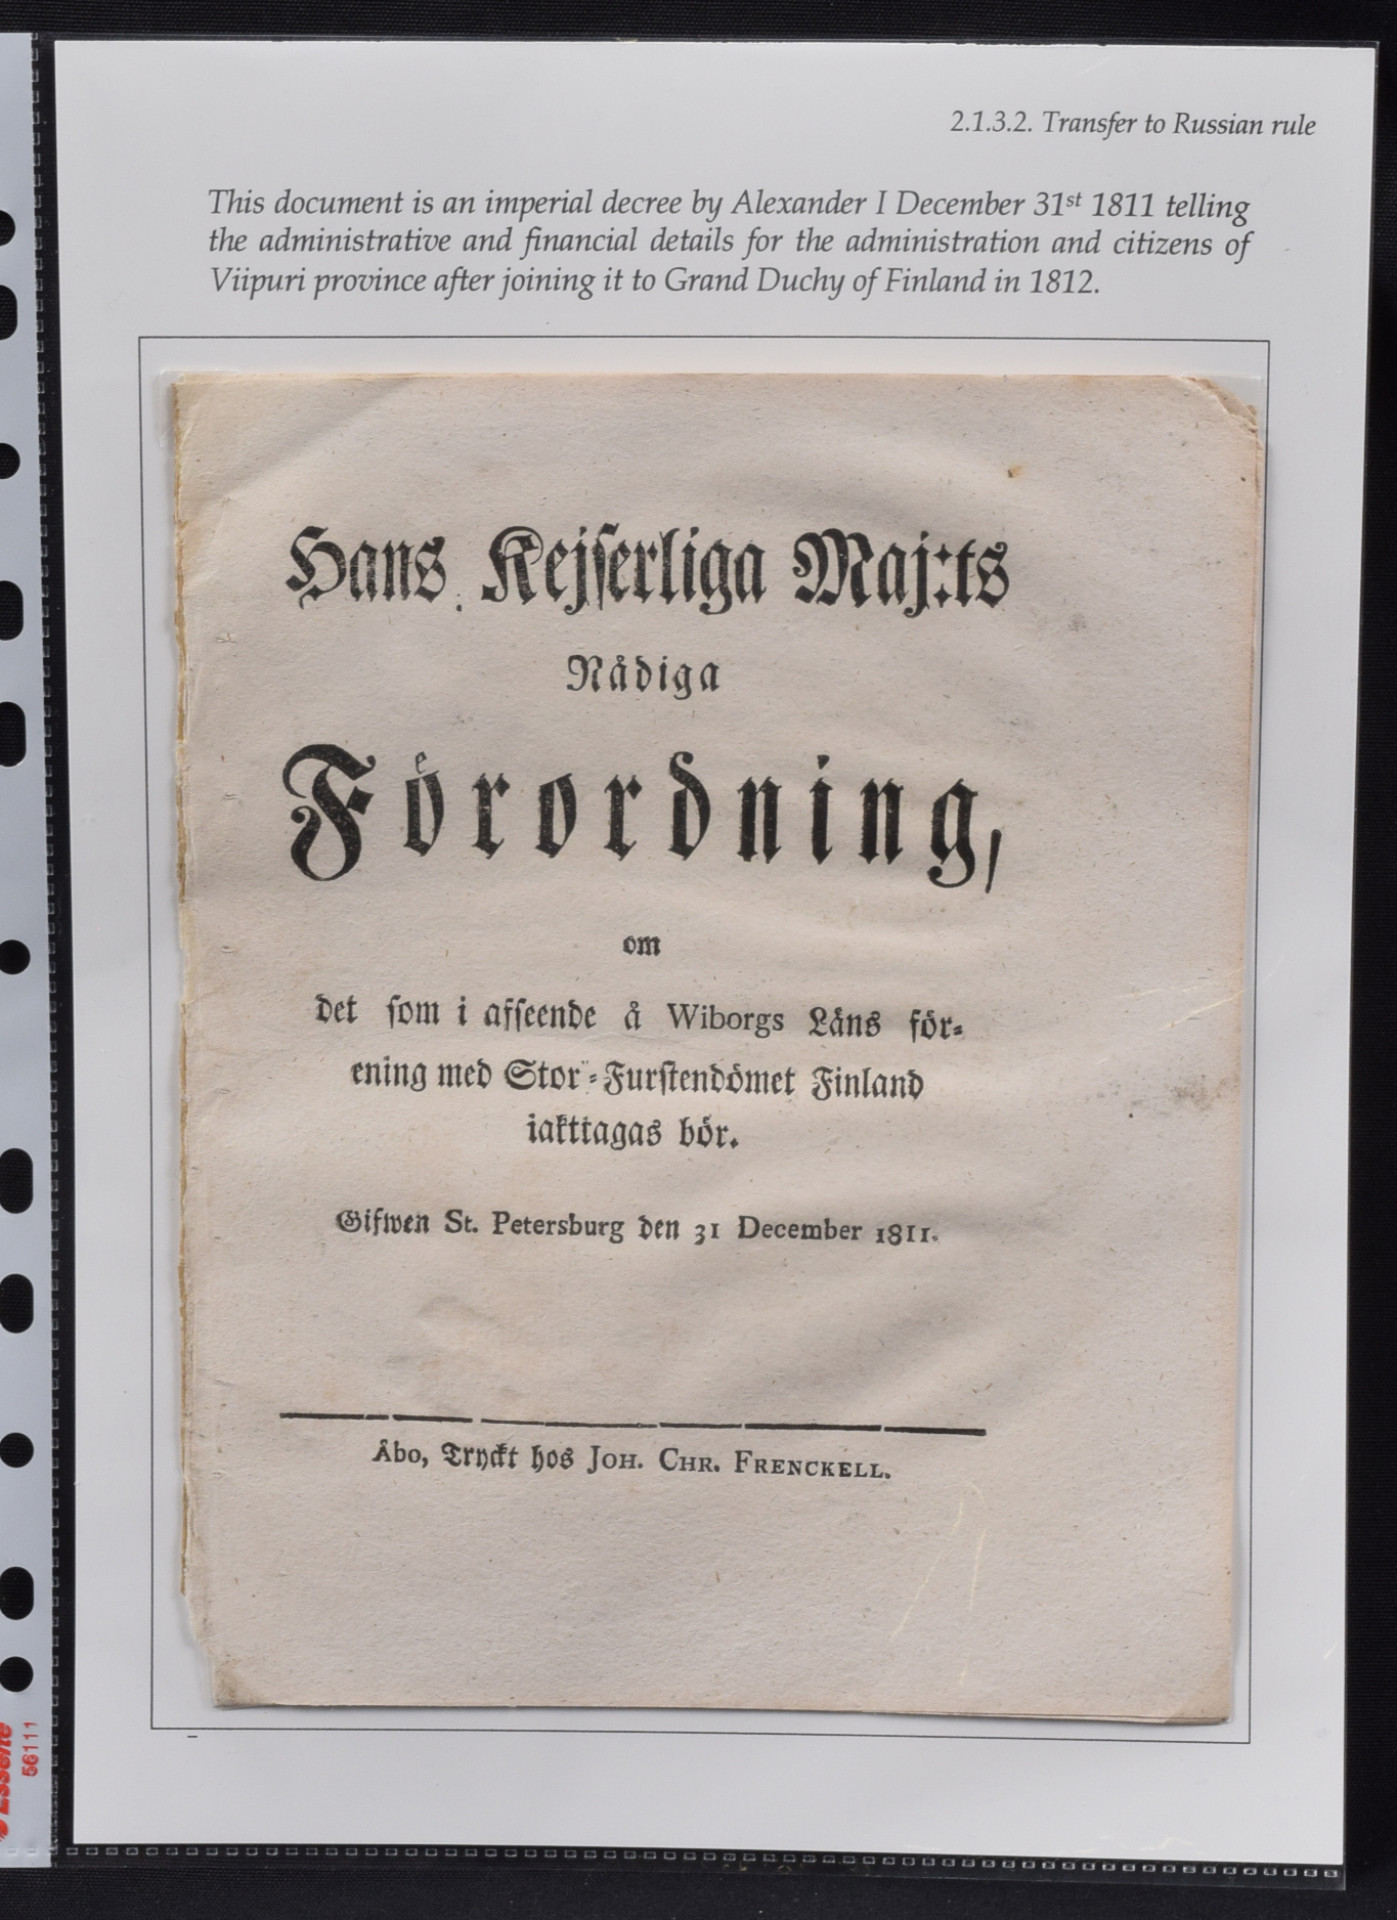 2.1.3.2. Transfer to Russian rule
This document is an imperial decree by Alexander I December 31st 1811 telling
the administrative and financial details for the administration and citizens of
Viipuri province after joining it to Grand Duchy of Finland in 1812.
Hans Kejserliga Maj:ts
Nådiga
Förordning,
om
det som i afseende å Wiborgs Läns för-
ening med Stor-Furstendömet Finland
iakttagas bör.
Gifwen St. Petersburg den 31 December 1811.
Åbo, Tryckt hos JOH. CHR. FRENCKELL.
Esselte
56111